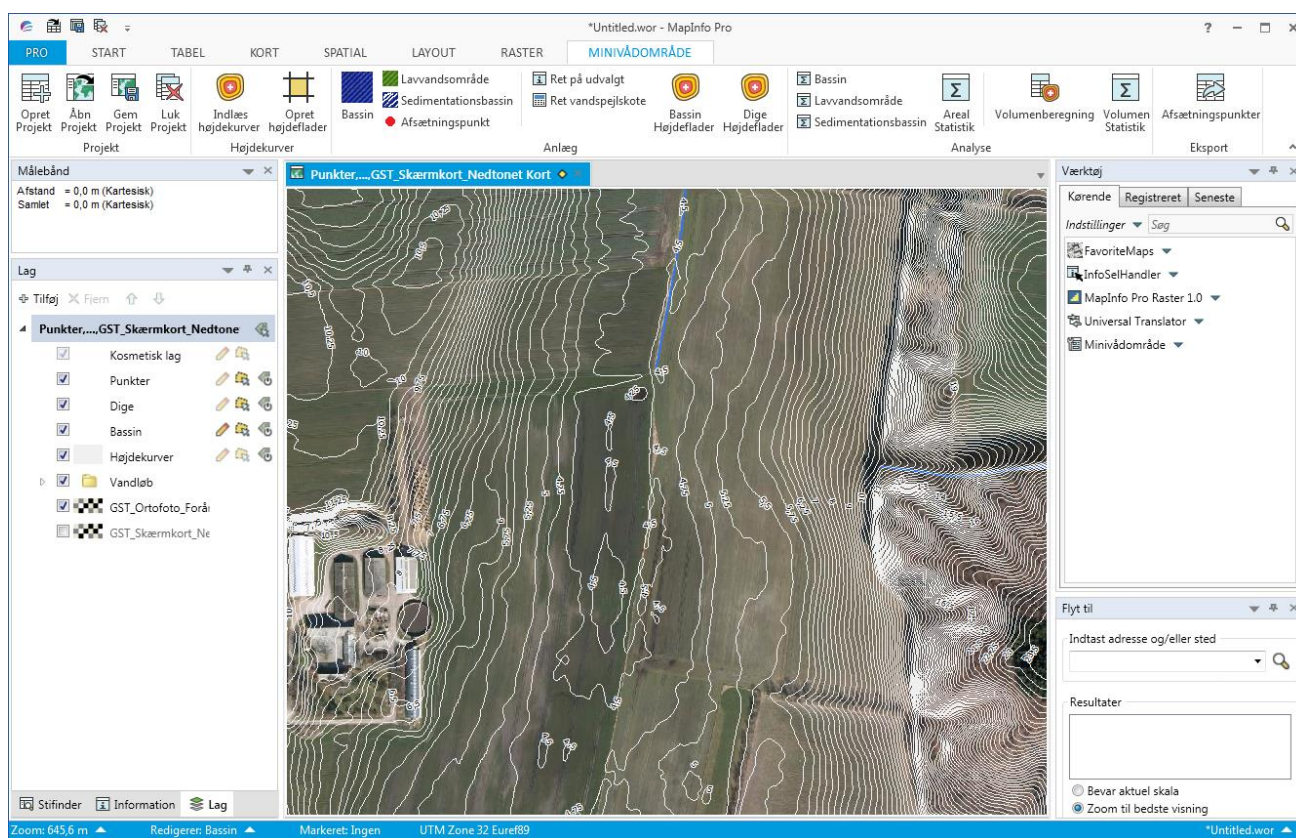 *Untitled.wor - MapInfo Pro
PRO START TABEL KORT SPATIAL LAYOUT RASTER MINIVÅDOMRÅDE
Opret Projekt
Åbn Projekt
Gem Projekt
Luk Projekt
Projekt
Indlæs højdekurver
Opret højdeflader
Højdekurver
Bassin
Lavvandsområde
Sedimentationsbassin
Afsætningspunkt
Ret på udvalgt
Ret vandspejlskote
Bassin Højdeflader
Dige Højdeflader
Anlæg
Bassin
Lavvandsområde
Sedimentationsbassin
Areal Statistik
Volumenberegning
Volumen Statistik
Analyse
Afsætningspunkter
Eksport
Målebånd
Afstand = 0,0 m (Kartesisk)
Samlet = 0,0 m (Kartesisk)
Lag
Tilføj Fjern
Punkter,...,GST_Skærmkort_Nedtone
Kosmetisk lag
Punkter
Dige
Bassin
Højdekurver
Vandløb
GST_Ortofoto_Forå
GST_Skærmkort_Ne
Stifinder Information Lag
Punkter,...,GST_Skærmkort_Nedtonet Kort
Værktøj
Kørende Registreret Seneste
Indstillinger Søg
FavoriteMaps
InfoSelHandler
MapInfo Pro Raster 1.0
Universal Translator
Minivådområde
Flyt til
Indtast adresse og/eller sted
Resultater
Bevar aktuel skala
Zoom til bedste visning
Zoom: 645,6 m Redigerer: Bassin Markeret: Ingen UTM Zone 32 Euref89 *Untitled.wor